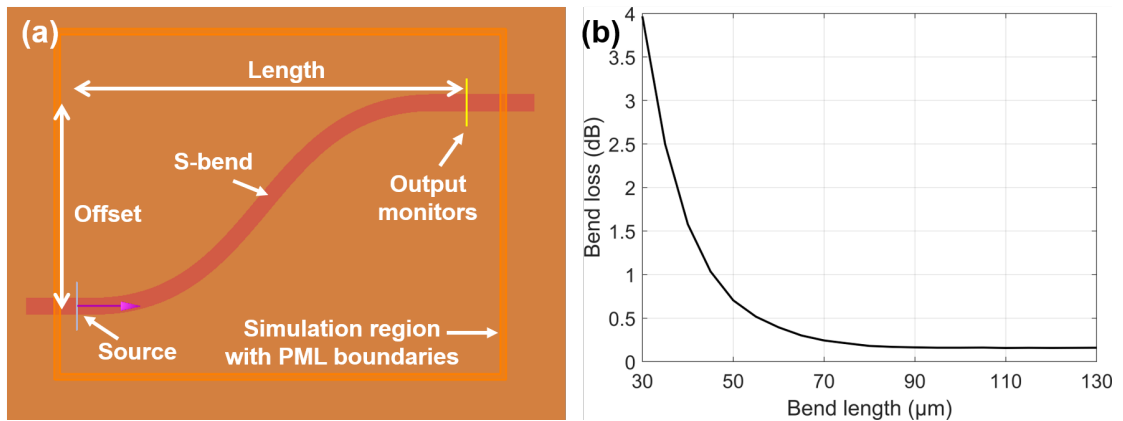 (a)
Length
S-bend
Output
monitors
Offset
Simulation region
with PML boundaries
Source
(b)
4
3.5
3
2.5
2
1.5
1
0.5
0
Bend loss (dB)
30
50
70
90
110
130
Bend length (μm)